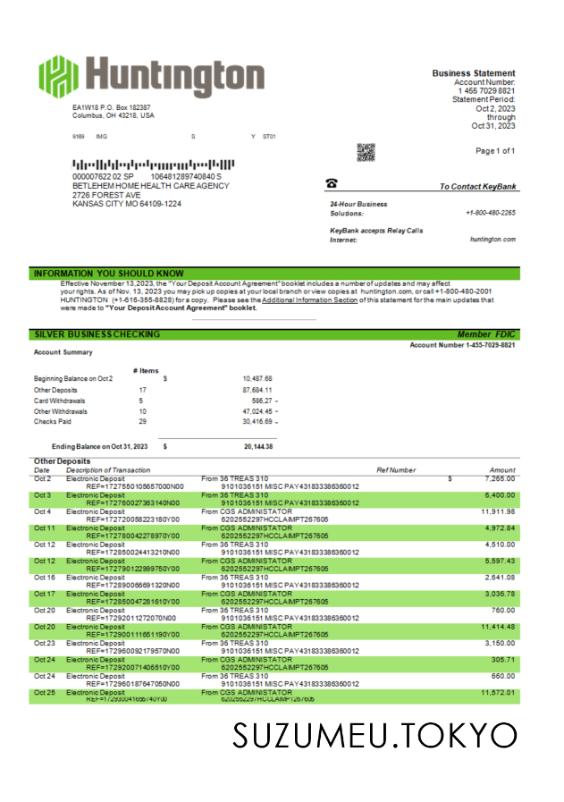 Huntington
EA1W18 P.O. Box 182387
Columbus, OH 43218, USA
Business Statement
Account Number:
1 455 7029 8821
Statement Period:
Oct 2, 2023
through
Oct 31, 2023
9169 IMG S Y ST01
Page 1 of 1
000007622 02 SP 106481289740840 S
BETLEHEM HOME HEALTH CARE AGENCY
2726 FOREST AVE
KANSAS CITY MO 64109-1224
To Contact KeyBank
24-Hour Business
Solutions: +1-800-480-2265
KeyBank accepts Relay Calls
Internet: huntington.com
INFORMATION YOU SHOULD KNOW
Effective November 13,2023, the "Your Deposit Account Agreement" booklet includes a number of updates and may affect
your rights. As of Nov. 13, 2023 you may pick up copies at your local branch or view copies at huntington.com, or call +1-800-480-2001
HUNTINGTON (+1-616-355-8828) for a copy. Please see the Additional Information Section of this statement for the main updates that
were made to "Your Deposit Account Agreement" booklet.
SILVER BUSINESS CHECKING Member FDIC
Account Number 1-455-7029-8821
Account Summary
# Items
Beginning Balance on Oct 2 $ 10,487.68
Other Deposits 17 87,684.11
Card Withdrawals 5 586.27 -
Other Withdrawals 10 47,024.45 -
Checks Paid 29 30,416.69 -
Ending Balance on Oct 31, 2023 $ 20,144.38
Other Deposits
Date Description of Transaction Ref Number Amount
Oct 2 Electronic Deposit From 36 TREAS 310 $ 7,265.00
REF=172755010565​7000N00 9101036151 MISC PAY431833386360012
Oct 3 Electronic Deposit From 36 TREAS 310 6,400.00
REF=172760027363140N00 9101036151 MISC PAY431833386360012
Oct 4 Electronic Deposit From CGS ADMINISTATOR 11,911.98
REF=172720058223180Y00 6202552297HCCLAIMPT267605
Oct 11 Electronic Deposit From CGS ADMINISTATOR 4,972.84
REF=172780042278970Y00 6202552297HCCLAIMPT267605
Oct 12 Electronic Deposit From 36 TREAS 310 4,510.00
REF=172850024413210N00 9101036151 MISC PAY431833386360012
Oct 12 Electronic Deposit From CGS ADMINISTATOR 5,597.43
REF=172790122999760Y00 6202552297HCCLAIMPT267605
Oct 16 Electronic Deposit From 36 TREAS 310 2,641.08
REF=172890066691320N00 9101036151 MISC PAY431833386360012
Oct 17 Electronic Deposit From CGS ADMINISTATOR 3,036.78
REF=172850047281610Y00 6202552297HCCLAIMPT267605
Oct 20 Electronic Deposit From 36 TREAS 310 760.00
REF=172920112720​70N00 9101036151 MISC PAY431833386360012
Oct 20 Electronic Deposit From CGS ADMINISTATOR 11,414.48
REF=172900111661190Y00 6202552297HCCLAIMPT267605
Oct 23 Electronic Deposit From 36 TREAS 310 3,150.00
REF=172960092179570N00 9101036151 MISC PAY431833386360012
Oct 24 Electronic Deposit From CGS ADMINISTATOR 305.71
REF=172920071406510Y00 6202552297HCCLAIMPT267605
Oct 24 Electronic Deposit From 36 TREAS 310 660.00
REF=172960187647050N00 9101036151 MISC PAY431833386360012
Oct 25 Electronic Deposit From CGS ADMINISTATOR 11,572.01
6202552297HCCLAIMPT267605
SUZUMEU.TOKYO